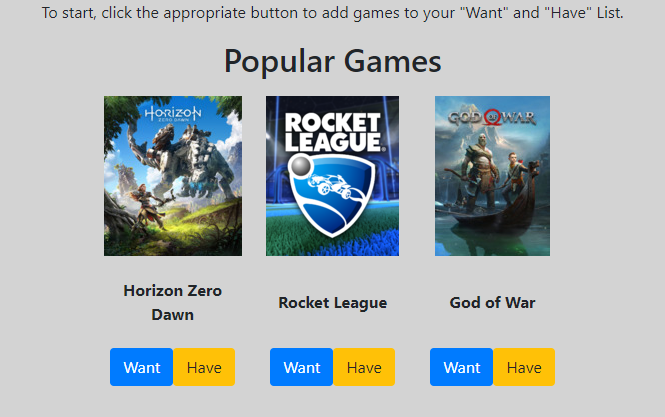 To start, click the appropriate button to add games to your "Want" and "Have" List.
Popular Games
HORIZON
ZERO DAWN
ROCKET
LEAGUE
GOD OF WAR
Horizon Zero
Dawn
Rocket League
God of War
Want Have
Want Have
Want Have